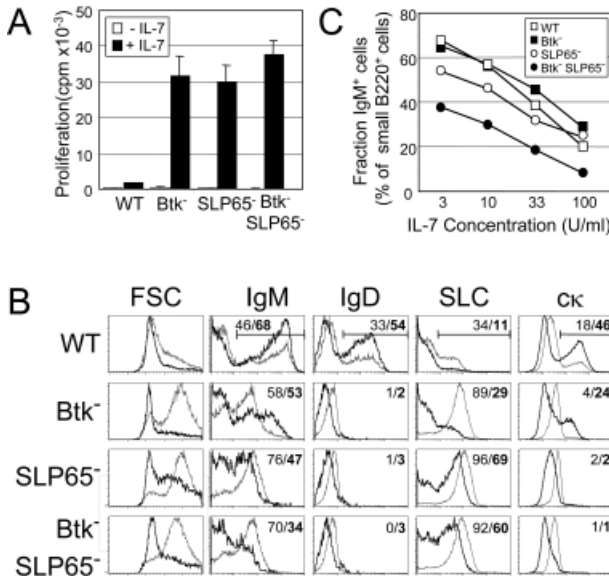 A
- IL-7
+ IL-7
Proliferation(cpm x10-3)
50
40
30
20
10
0
WT Btk- SLP65- Btk-
SLP65-
C
WT
Btk-
SLP65-
Btk- SLP65-
Fraction IgM+ cells
(% of small B220+ cells)
80
60
40
20
0
3 10 33 100
IL-7 Concentration (U/ml)
B
FSC IgM IgD SLC cκ
WT 46/68 33/54 34/11 18/46
Btk- 58/53 1/2 89/29 4/24
SLP65- 76/47 1/3 96/69 2/2
Btk-
SLP65- 70/34 0/3 92/60 1/1